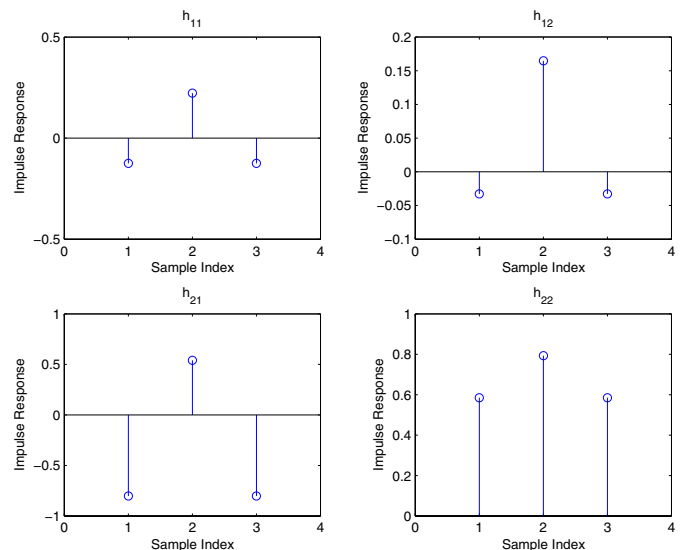 h11
0.5
0
−0.5
0 1 2 3 4
Impulse Response
Sample Index
h12
0.2
0.15
0.1
0.05
0
−0.05
−0.1
0 1 2 3 4
Impulse Response
Sample Index
h21
1
0.5
0
−0.5
−1
0 1 2 3 4
Impulse Response
Sample Index
h22
1
0.8
0.6
0.4
0.2
0
0 1 2 3 4
Impulse Response
Sample Index